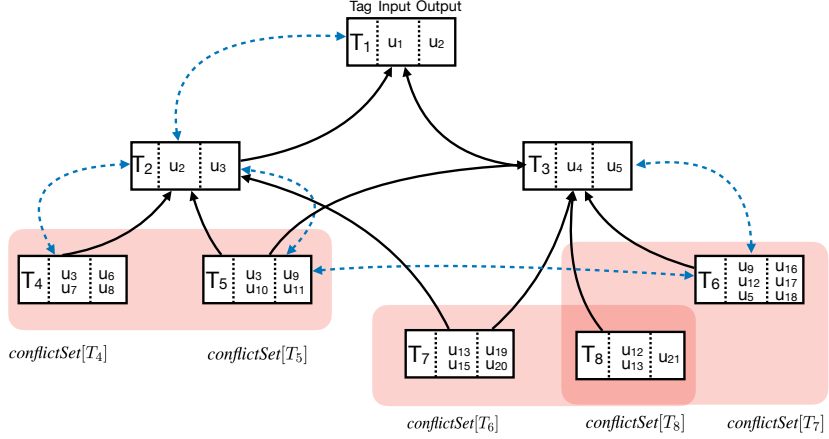 Tag Input Output
T1 u1 u2
T2 u2 u3
T3 u4 u5
T4 u3 u7 u6 u8
T5 u3 u10 u9 u11
T6 u9 u12 u5 u16 u17 u18
T7 u13 u15 u19 u20
T8 u12 u13 u21
conflictSet[T4]
conflictSet[T5]
conflictSet[T6]
conflictSet[T8]
conflictSet[T7]